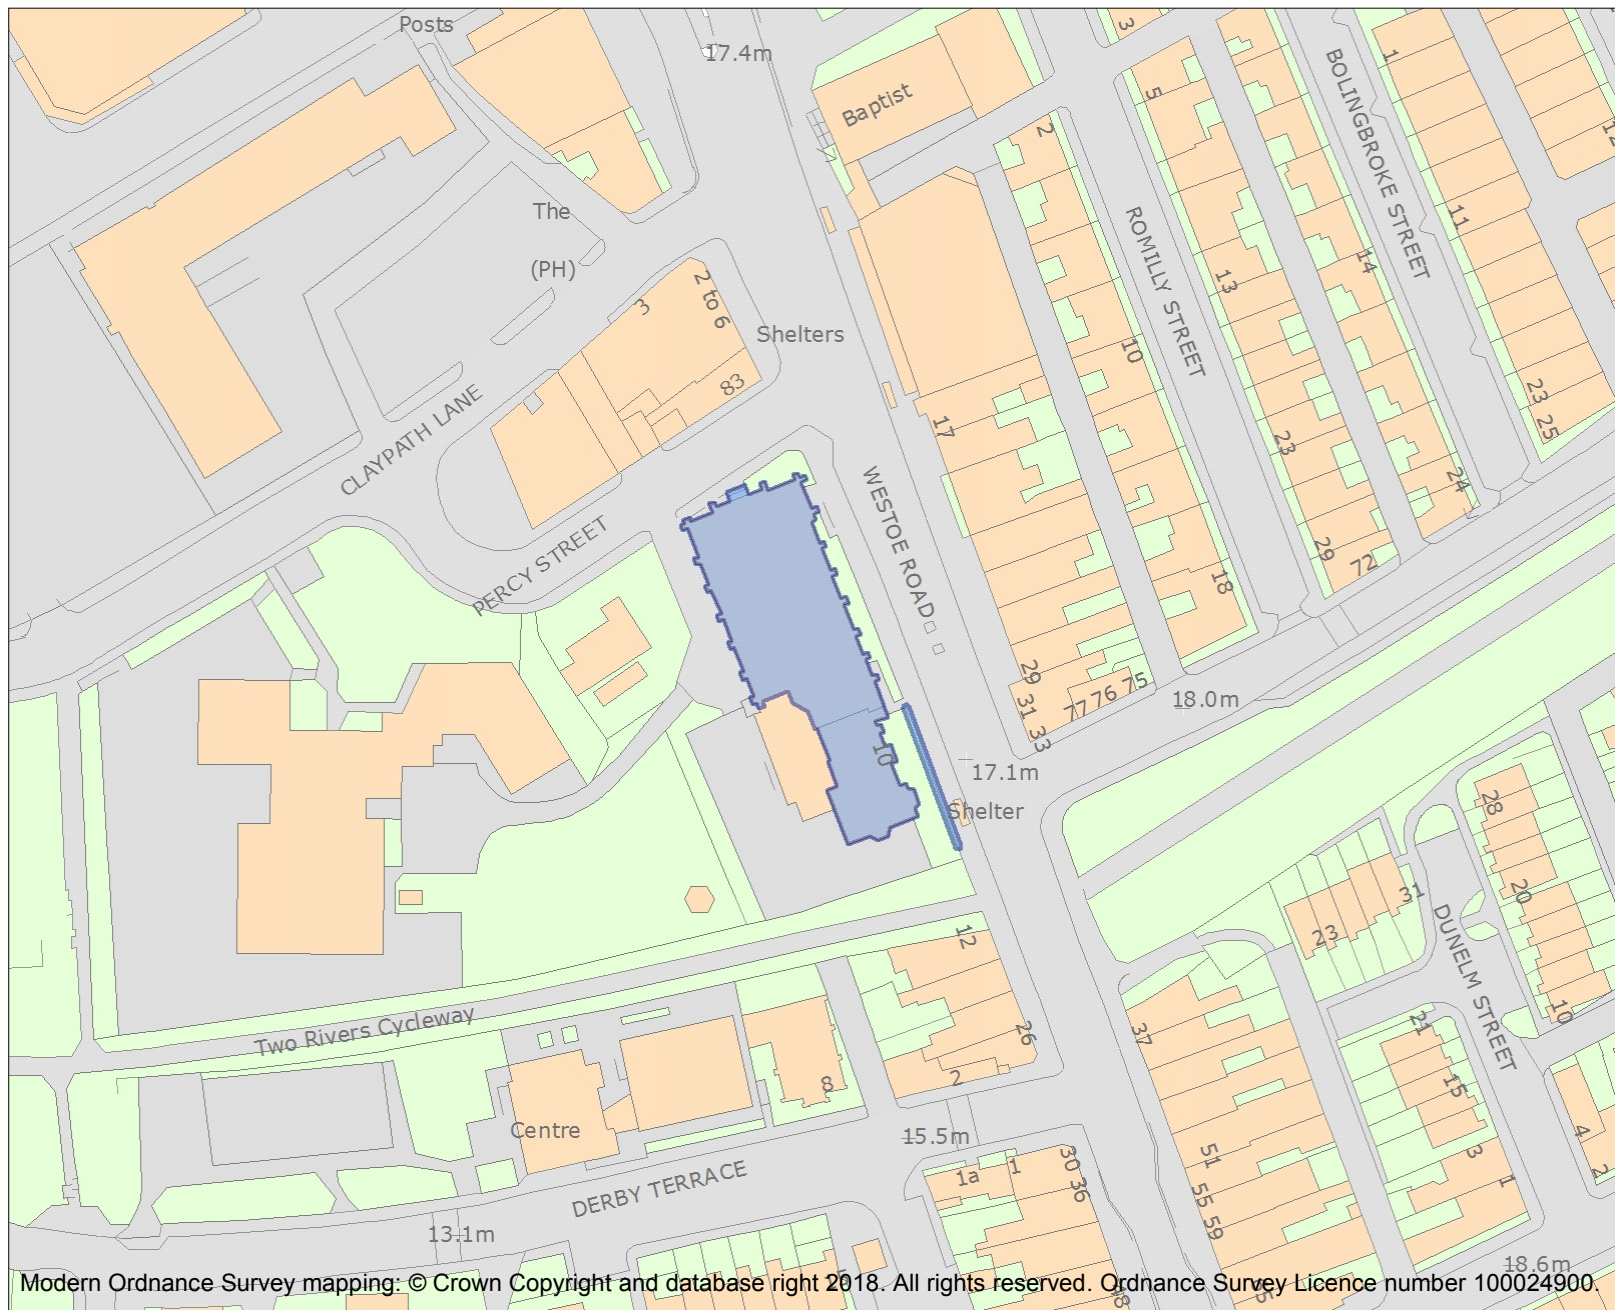 Posts
17.4m
3
1
Baptist
5
2
BOLINGBROKE STREET
The
(PH)
ROMILLY STREET
11
14
13
3
2 to 6
Shelters
10
83
CLAYPATH LANE
17
23
25
23
24
WESTOE ROAD
PERCY STREET
29
72
18
29
31
33
77
76
75
18.0m
10
17.1m
Shelter
28
20
31
23
DUNELM STREET
12
10
Two Rivers Cycleway
26
37
21
2
8
15
Centre
15.5m
4
3
51
1a
1
30
36
2
1
DERBY TERRACE
55
59
13.1m
18.6m
Modern Ordnance Survey mapping: © Crown Copyright and database right 2018. All rights reserved. Ordnance Survey Licence number 100024900.